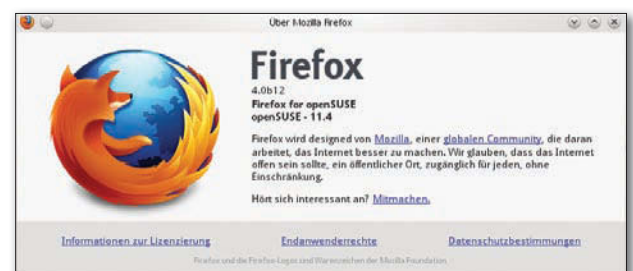 Über Mozilla Firefox
Firefox
4.0b12
Firefox for openSUSE
openSUSE - 11.4
Firefox wird designed von Mozilla, einer globalen Community, die daran
arbeitet, das Internet besser zu machen. Wir glauben, dass das Internet
offen sein sollte, ein öffentlicher Ort, zugänglich für jeden, ohne
Einschränkung.
Hört sich interessant an? Mitmachen.
Informationen zur Lizenzierung Endanwenderrechte Datenschutzbestimmungen
Firefox und die Firefox-Logos sind Warenzeichen der Mozilla Foundation